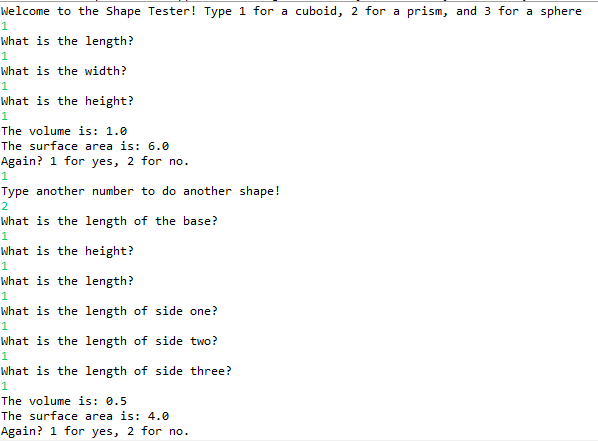 Welcome to the Shape Tester! Type 1 for a cuboid, 2 for a prism, and 3 for a sphere
1
What is the length?
1
What is the width?
1
What is the height?
1
The volume is: 1.0
The surface area is: 6.0
Again? 1 for yes, 2 for no.
1
Type another number to do another shape!
2
What is the length of the base?
1
What is the height?
1
What is the length?
1
What is the length of side one?
1
What is the length of side two?
1
What is the length of side three?
1
The volume is: 0.5
The surface area is: 4.0
Again? 1 for yes, 2 for no.